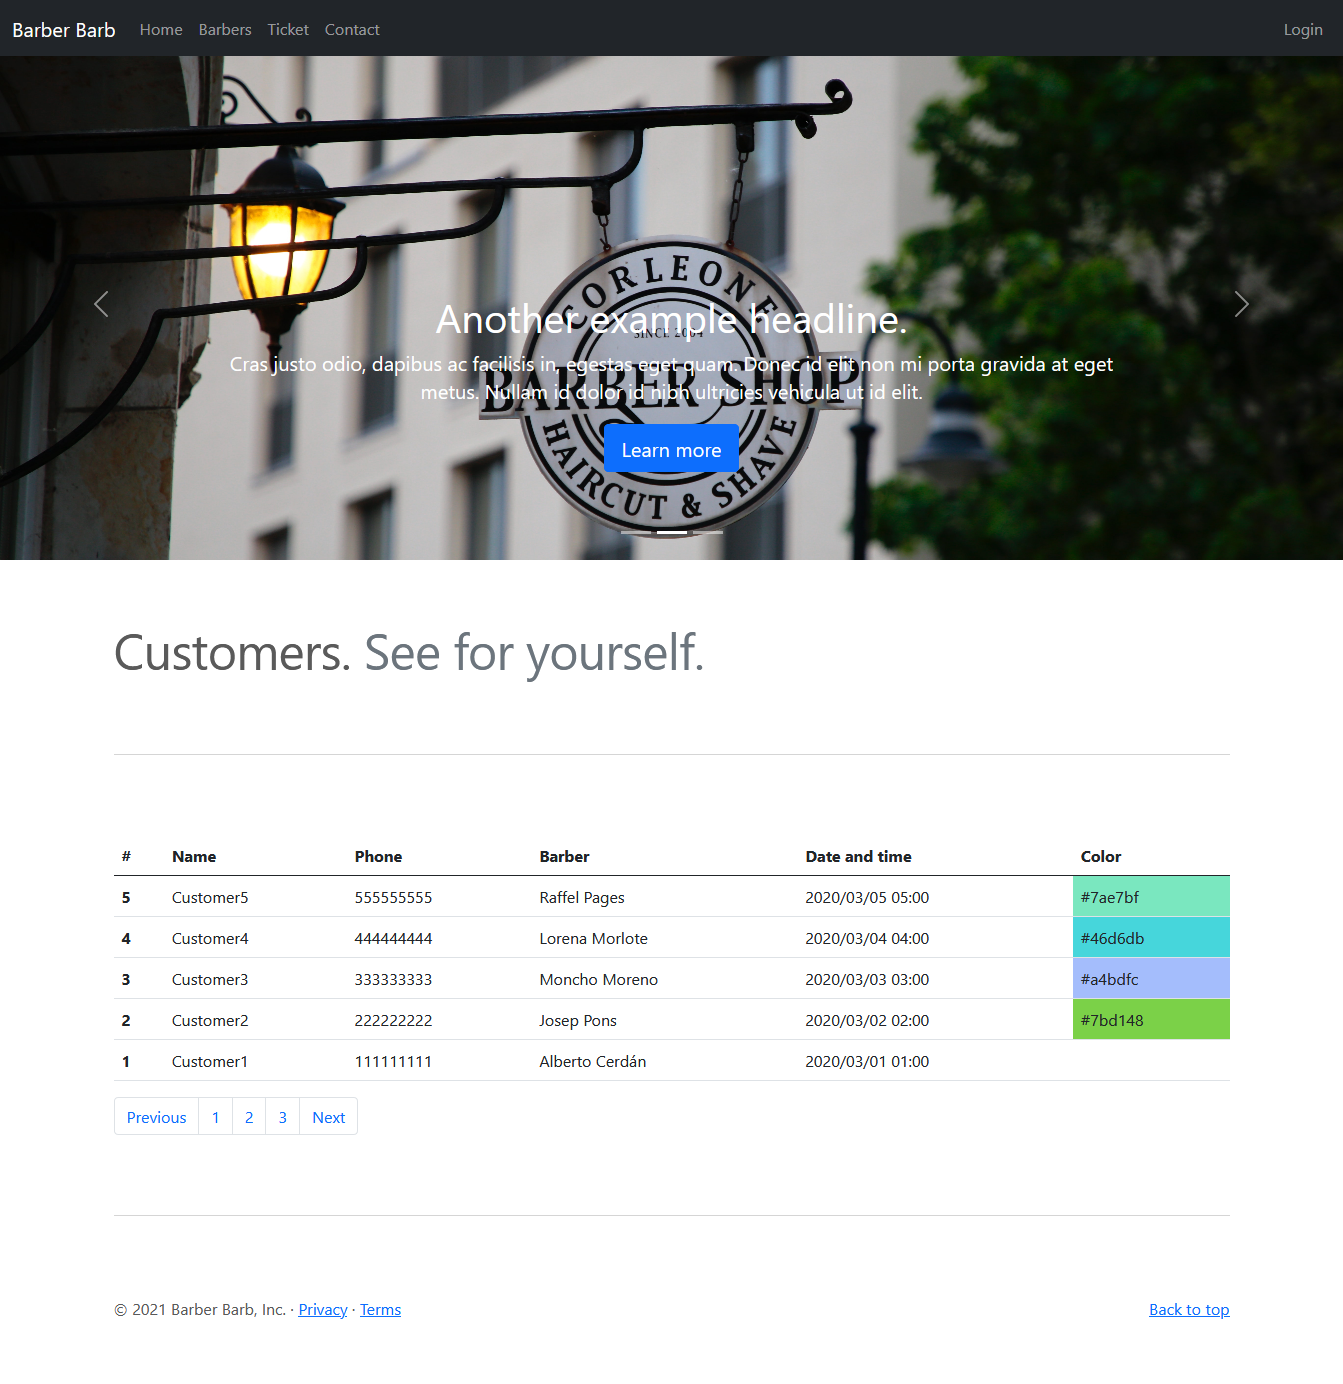 Barber Barb Home Barbers Ticket Contact Login
CORLEONE
SINCE 2004
BARBER SHOP
HAIRCUT & SHAVE
Another example headline.
Cras justo odio, dapibus ac facilisis in, egestas eget quam. Donec id elit non mi porta gravida at eget
metus. Nullam id dolor id nibh ultricies vehicula ut id elit.
Learn more
Customers. See for yourself.
# Name Phone Barber Date and time Color
5 Customer5 555555555 Raffel Pages 2020/03/05 05:00 #7ae7bf
4 Customer4 444444444 Lorena Morlote 2020/03/04 04:00 #46d6db
3 Customer3 333333333 Moncho Moreno 2020/03/03 03:00 #a4bdfc
2 Customer2 222222222 Josep Pons 2020/03/02 02:00 #7bd148
1 Customer1 111111111 Alberto Cerdán 2020/03/01 01:00
Previous 1 2 3 Next
© 2021 Barber Barb, Inc. · Privacy · Terms Back to top